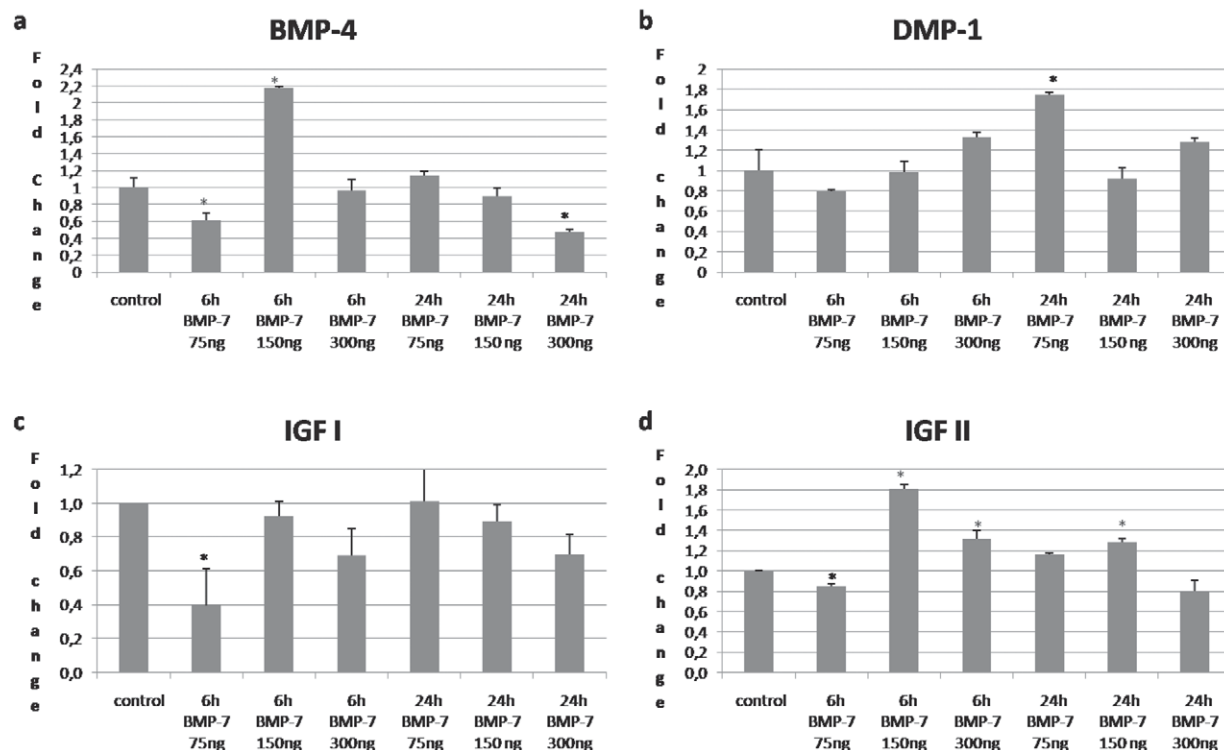 a
BMP-4
Fold Change
2,4
2,2
2
1,8
1,6
1,4
1,2
1
0,8
0,6
0,4
0,2
0
* * *
control 6h 6h 6h 24h 24h 24h
BMP-7 BMP-7 BMP-7 BMP-7 BMP-7 BMP-7
75ng 150ng 300ng 75ng 150 ng 300ng
b
DMP-1
Fold change
2
1,8
1,6
1,4
1,2
1
0,8
0,6
0,4
0,2
0
*
control 6h 6h 6h 24h 24h 24h
BMP-7 BMP-7 BMP-7 BMP-7 BMP-7 BMP-7
75ng 150ng 300ng 75ng 150 ng 300ng
c
IGF I
Fold change
1,2
1,0
0,8
0,6
0,4
0,2
0,0
*
control 6h 6h 6h 24h 24h 24h
BMP-7 BMP-7 BMP-7 BMP-7 BMP-7 BMP-7
75ng 150ng 300ng 75ng 150ng 300ng
d
IGF II
Fold change
2,0
1,8
1,6
1,4
1,2
1,0
0,8
0,6
0,4
0,2
0,0
* * * *
control 6h 6h 6h 24h 24h 24h
BMP-7 BMP-7 BMP-7 BMP-7 BMP-7 BMP-7
75ng 150ng 300ng 75ng 150ng 300ng